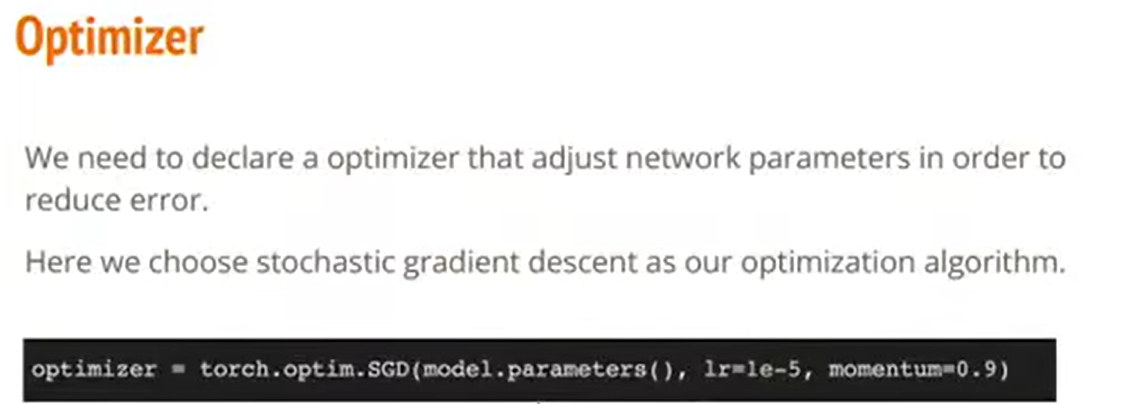 Optimizer
We need to declare a optimizer that adjust network parameters in order to
reduce error.
Here we choose stochastic gradient descent as our optimization algorithm.
optimizer = torch.optim.SGD(model.parameters(), lr=1e-5, momentum=0.9)